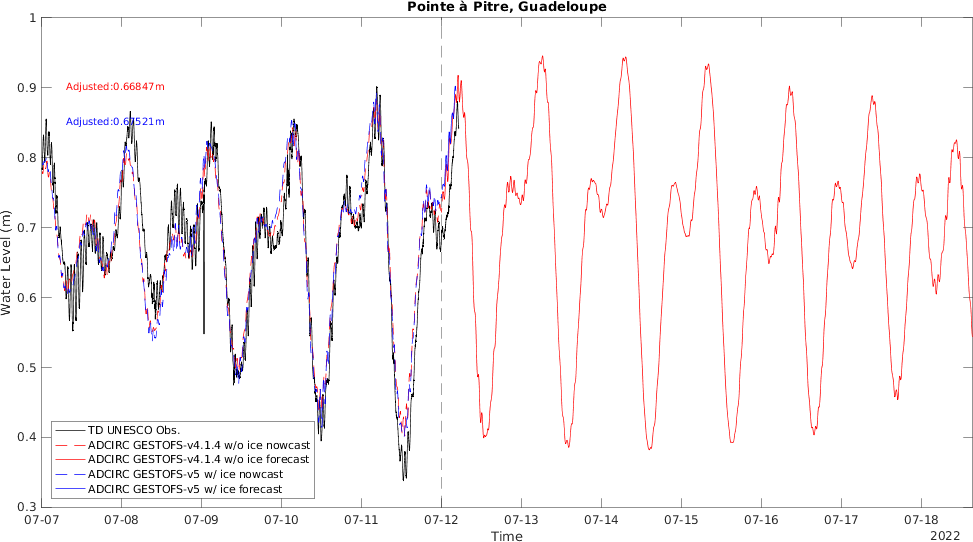 Pointe à Pitre, Guadeloupe
Water Level (m)
1
0.9
0.8
0.7
0.6
0.5
0.4
0.3
Adjusted:0.66847m
Adjusted:0.67521m
TD UNESCO Obs.
ADCIRC GESTOFS-v4.1.4 w/o ice nowcast
ADCIRC GESTOFS-v4.1.4 w/o ice forecast
ADCIRC GESTOFS-v5 w/ ice nowcast
ADCIRC GESTOFS-v5 w/ ice forecast
07-07 07-08 07-09 07-10 07-11 07-12 07-13 07-14 07-15 07-16 07-17 07-18
Time
2022